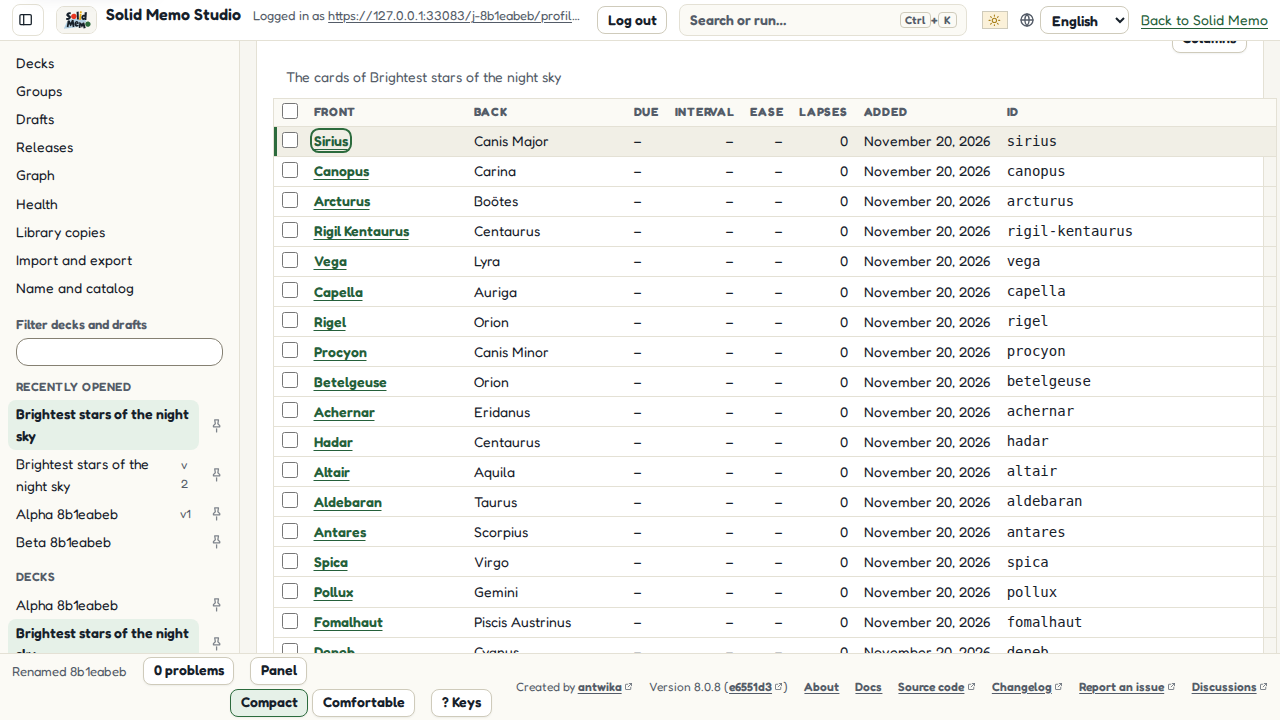 Solid Memo Studio
Logged in as https://127.0.0.1:33083/j-8b1eabeb/profil…
Log out
Search or run...
Ctrl+K
English
Back to Solid Memo
Decks
Groups
Drafts
Releases
Graph
Health
Library copies
Import and export
Name and catalog
Filter decks and drafts
RECENTLY OPENED
Brightest stars of the night
sky
Brightest stars of the
night sky
v
2
Alpha 8b1eabeb v1
Beta 8b1eabeb
DECKS
Alpha 8b1eabeb
Brightest stars of the night
The cards of Brightest stars of the night sky
FRONT BACK DUE INTERVAL EASE LAPSES ADDED ID
Sirius Canis Major – – – 0 November 20, 2026 sirius
Canopus Carina – – – 0 November 20, 2026 canopus
Arcturus Boötes – – – 0 November 20, 2026 arcturus
Rigil Kentaurus Centaurus – – – 0 November 20, 2026 rigil-kentaurus
Vega Lyra – – – 0 November 20, 2026 vega
Capella Auriga – – – 0 November 20, 2026 capella
Rigel Orion – – – 0 November 20, 2026 rigel
Procyon Canis Minor – – – 0 November 20, 2026 procyon
Betelgeuse Orion – – – 0 November 20, 2026 betelgeuse
Achernar Eridanus – – – 0 November 20, 2026 achernar
Hadar Centaurus – – – 0 November 20, 2026 hadar
Altair Aquila – – – 0 November 20, 2026 altair
Aldebaran Taurus – – – 0 November 20, 2026 aldebaran
Antares Scorpius – – – 0 November 20, 2026 antares
Spica Virgo – – – 0 November 20, 2026 spica
Pollux Gemini – – – 0 November 20, 2026 pollux
Fomalhaut Piscis Austrinus – – – 0 November 20, 2026 fomalhaut
Deneb Cygnus – – – 0 November 20, 2026 deneb
Renamed 8b1eabeb
0 problems
Panel
Compact
Comfortable
? Keys
Created by antwika
Version 8.0.8 (e6551d3)
About
Docs
Source code
Changelog
Report an issue
Discussions